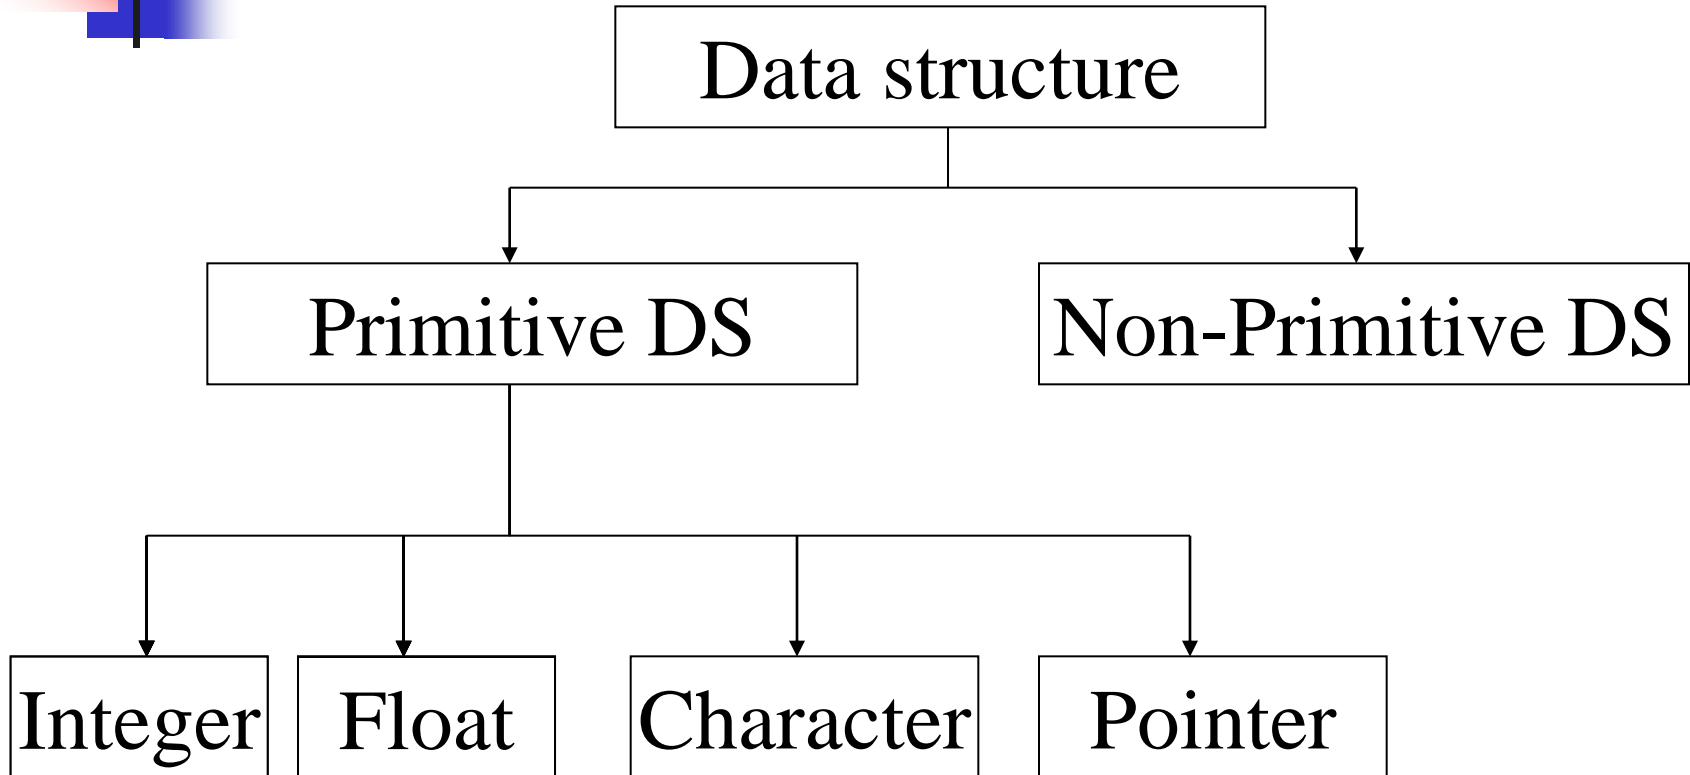 Data structure
Primitive DS
Non-Primitive DS
Integer
Float
Character
Pointer